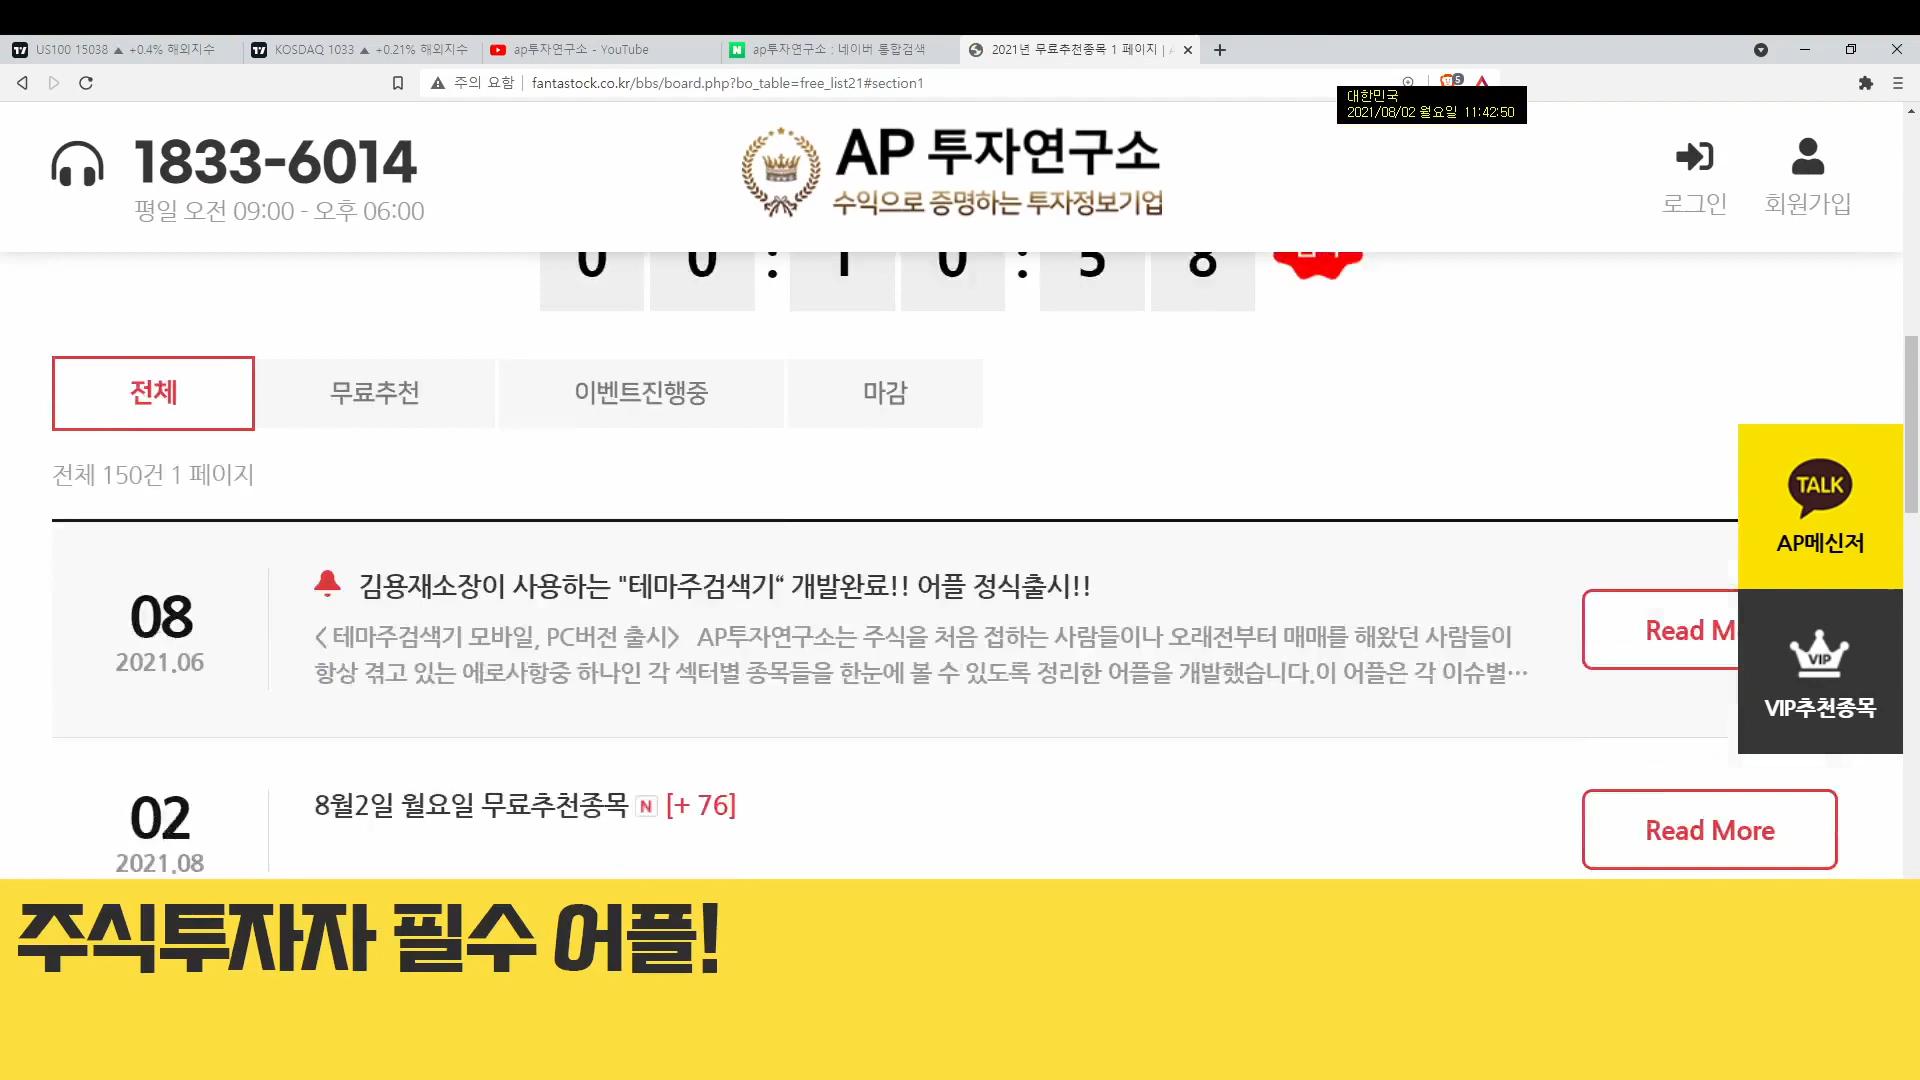 US100 15038 ▲ +0.4% 해외지수
KOSDAQ 1033 ▲ +0.21% 해외지수
ap투자연구소 - YouTube
ap투자연구소 : 네이버 통합검색
2021년 무료추천종목 1 페이지 |
주의 요함
fantastock.co.kr/bbs/board.php?bo_table=free_list21#section1
5
대한민국
2021/08/02 월요일 11:42:50
1833-6014
평일 오전 09:00 - 오후 06:00
AP 투자연구소
수익으로 증명하는 투자정보기업
로그인
회원가입
0 0 : 1 0 : 5 8
전체
무료추천
이벤트진행중
마감
전체 150건 1 페이지
TALK
AP메신저
08
2021.06
김용재소장이 사용하는 "테마주검색기“ 개발완료!! 어플 정식출시!!
< 테마주검색기 모바일, PC버전 출시> AP투자연구소는 주식을 처음 접하는 사람들이나 오래전부터 매매를 해왔던 사람들이
항상 겪고 있는 에로사항중 하나인 각 섹터별 종목들을 한눈에 볼 수 있도록 정리한 어플을 개발했습니다.이 어플은 각 이슈별…
Read M
VIP
VIP추천종목
02
2021.08
8월2일 월요일 무료추천종목 N [+ 76]
Read More
주식투자자 필수 어플!